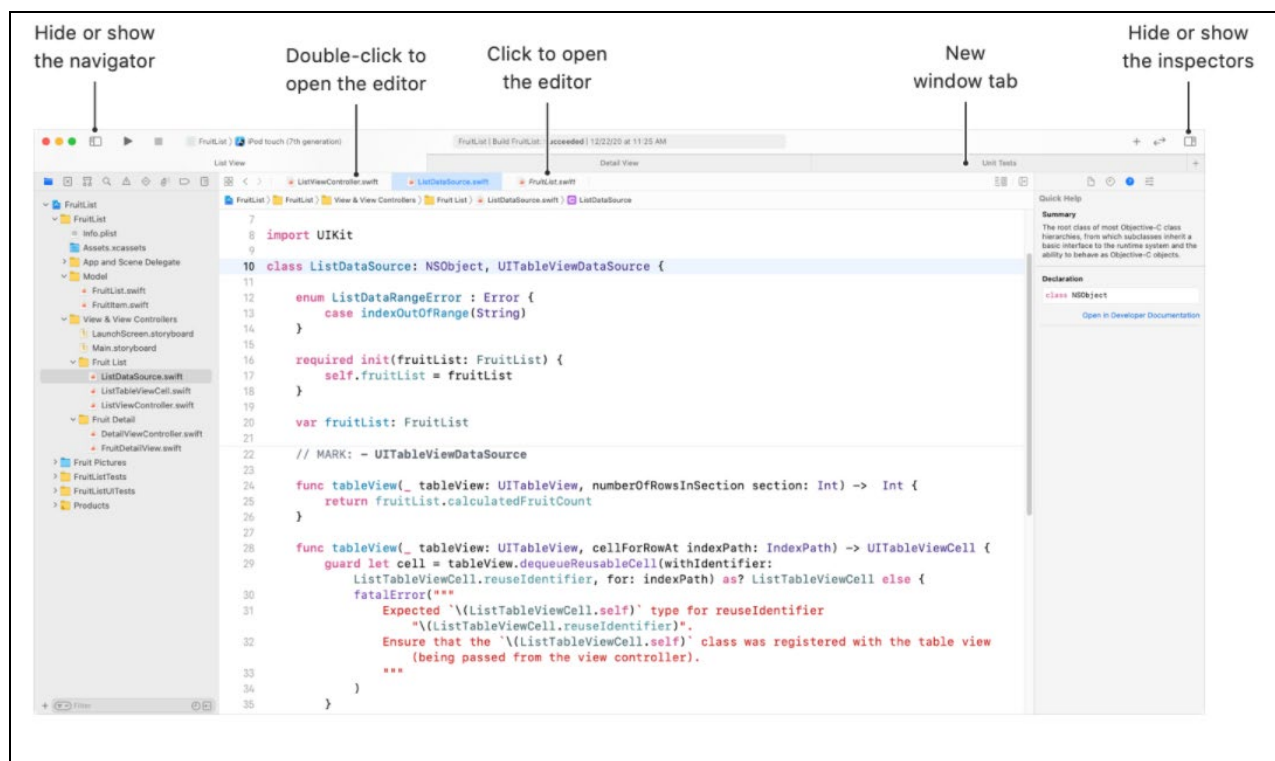 Hide or show
the navigator
Double-click to
open the editor
Click to open
the editor
New
window tab
Hide or show
the inspectors
FruitList 〉 iPod touch (7th generation)
FruitList | Build FruitList: Succeeded | 12/22/20 at 11:25 AM
List View
Detail View
Unit Tests
ListViewController.swift
ListDataSource.swift
FruitList.swift
FruitList 〉 FruitList 〉 View & View Controllers 〉 Fruit List 〉 ListDataSource.swift 〉 C ListDataSource
FruitList
FruitList
Info.plist
Assets.xcassets
App and Scene Delegate
Model
FruitList.swift
FruitItem.swift
View & View Controllers
LaunchScreen.storyboard
Main.storyboard
Fruit List
ListDataSource.swift
ListTableViewCell.swift
ListViewController.swift
Fruit Detail
DetailViewController.swift
FruitDetailView.swift
Fruit Pictures
FruitListTests
FruitListUITests
Products
Filter
7
8 import UIKit
9
10 class ListDataSource: NSObject, UITableViewDataSource {
11
12 enum ListDataRangeError : Error {
13 case indexOutOfRange(String)
14 }
15
16 required init(fruitList: FruitList) {
17 self.fruitList = fruitList
18 }
19
20 var fruitList: FruitList
21
22 // MARK: - UITableViewDataSource
23
24 func tableView(_ tableView: UITableView, numberOfRowsInSection section: Int) -> Int {
25 return fruitList.calculatedFruitCount
26 }
27
28 func tableView(_ tableView: UITableView, cellForRowAt indexPath: IndexPath) -> UITableViewCell {
29 guard let cell = tableView.dequeueReusableCell(withIdentifier:
ListTableViewCell.reuseIdentifier, for: indexPath) as? ListTableViewCell else {
30 fatalError("""
31 Expected `\(ListTableViewCell.self)` type for reuseIdentifier
"\(ListTableViewCell.reuseIdentifier)".
32 Ensure that the `\(ListTableViewCell.self)` class was registered with the table view
(being passed from the view controller).
33 """
34 )
35 }
Quick Help
Summary
The root class of most Objective-C class
hierarchies, from which subclasses inherit a
basic interface to the runtime system and the
ability to behave as Objective-C objects.
Declaration
class NSObject
Open in Developer Documentation